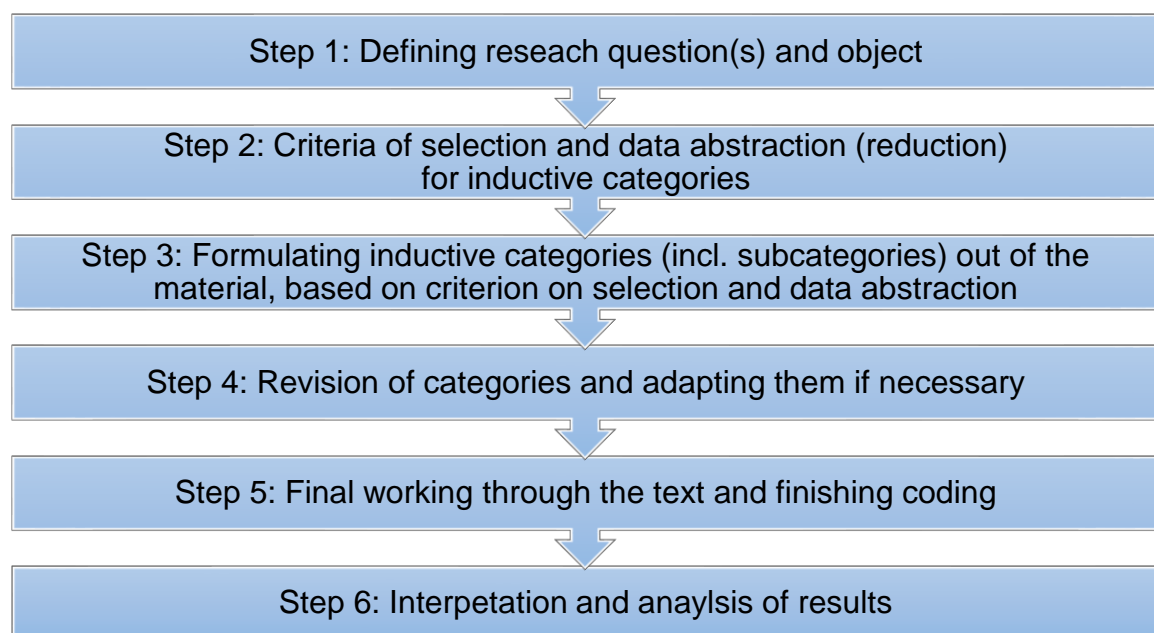 Step 1: Defining reseach question(s) and object
Step 2: Criteria of selection and data abstraction (reduction)
for inductive categories
Step 3: Formulating inductive categories (incl. subcategories) out of the
material, based on criterion on selection and data abstraction
Step 4: Revision of categories and adapting them if necessary
Step 5: Final working through the text and finishing coding
Step 6: Interpetation and anaylsis of results